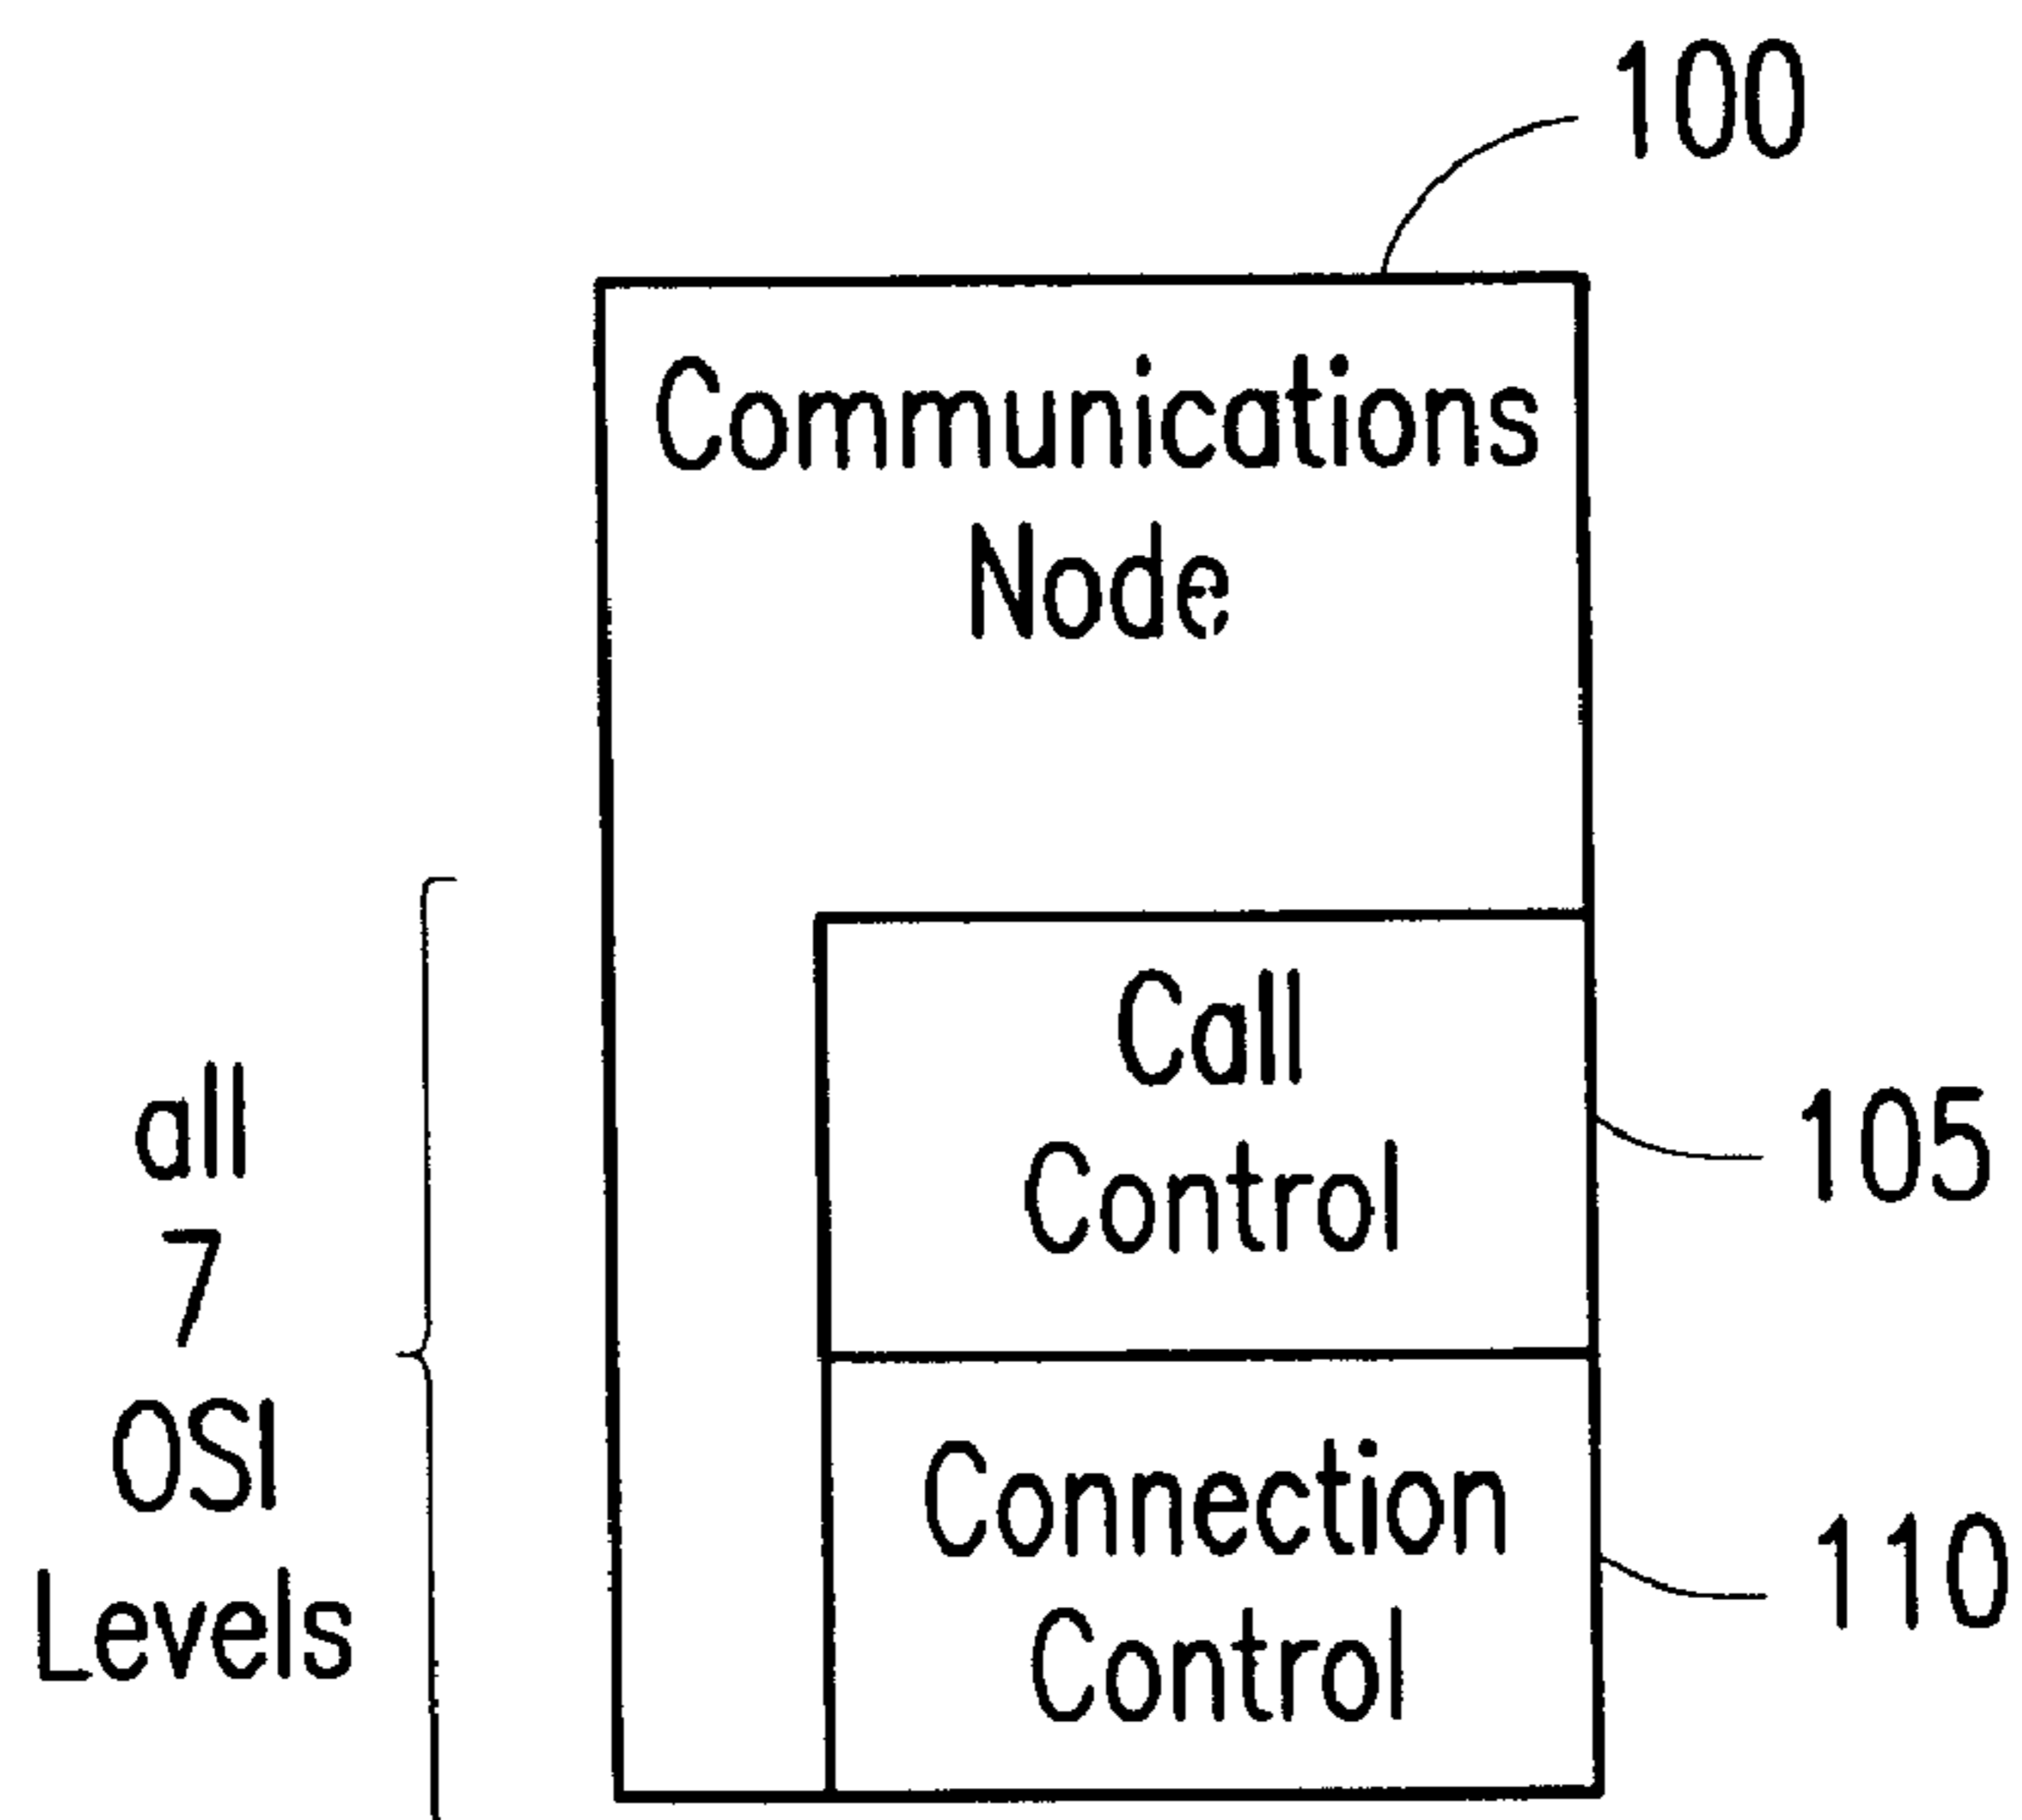 100
Communications
Node
Call
Control
105
all
7
OSI
Levels
Connection
Control
110